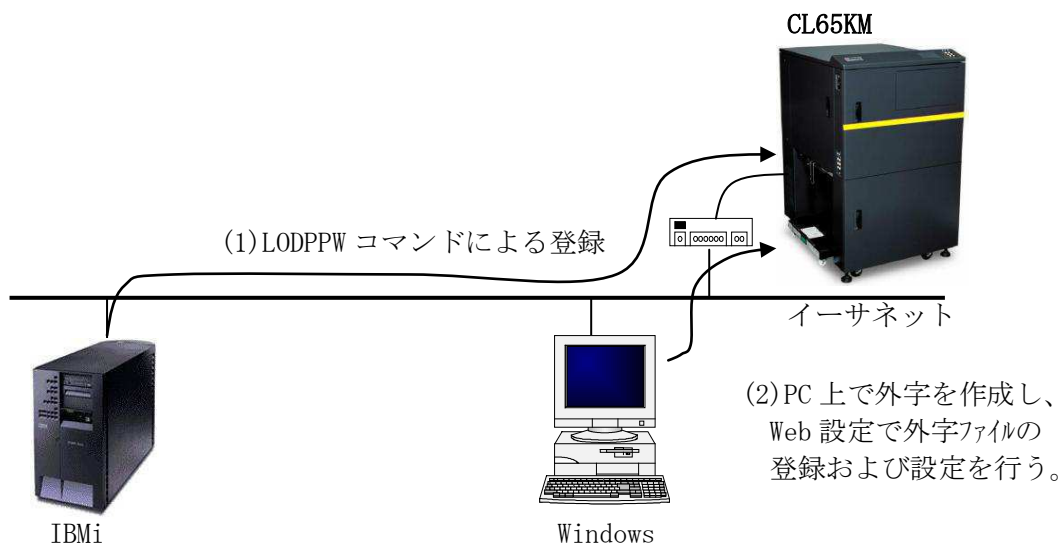 CL65KM
(1)LODPPW コマンドによる登録
イーサネット
(2)PC 上で外字を作成し、
Web 設定で外字ファイルの
登録および設定を行う。
IBMi
Windows